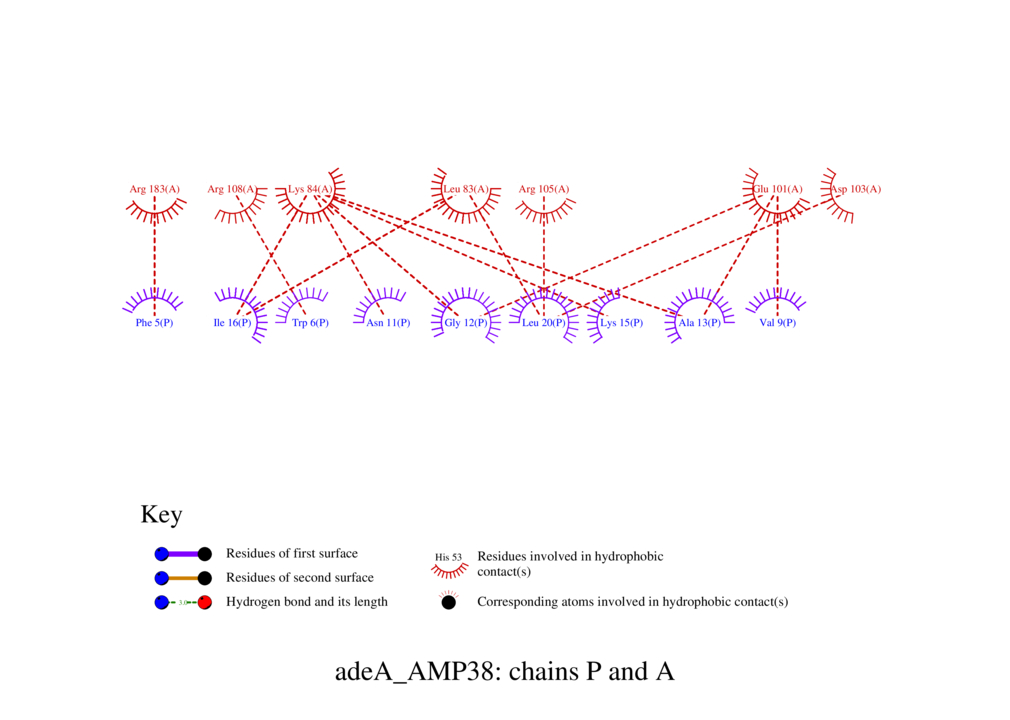 Arg 183(A) Arg 108(A) Lys 84(A) Leu 83(A) Arg 105(A) Glu 101(A) Asp 103(A)
Phe 5(P) Ile 16(P) Trp 6(P) Asn 11(P) Gly 12(P) Leu 20(P) Lys 15(P) Ala 13(P) Val 9(P)
Key
Residues of first surface
Residues of second surface
3.0
Hydrogen bond and its length
His 53
Residues involved in hydrophobic
contact(s)
Corresponding atoms involved in hydrophobic contact(s)
adeA_AMP38: chains P and A